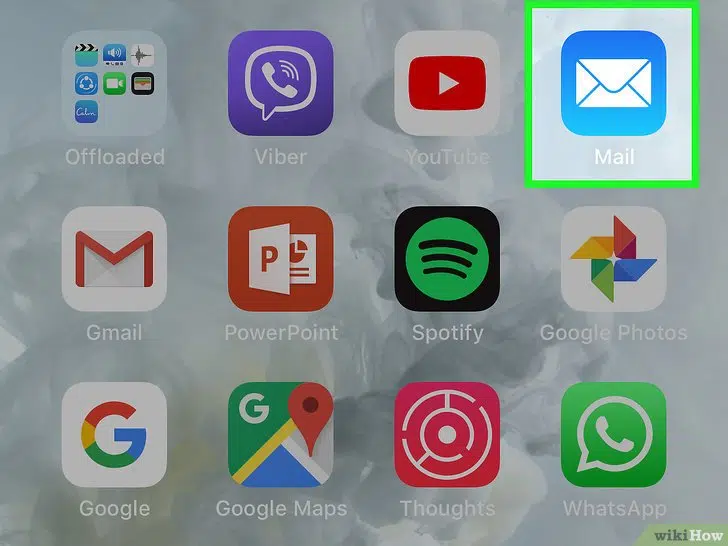 Offloaded
Viber
YouTube
Mail
Gmail
P
PowerPoint
Spotify
Google Photos
G
Google
G
Google Maps
Thoughts
WhatsApp
wikiHow